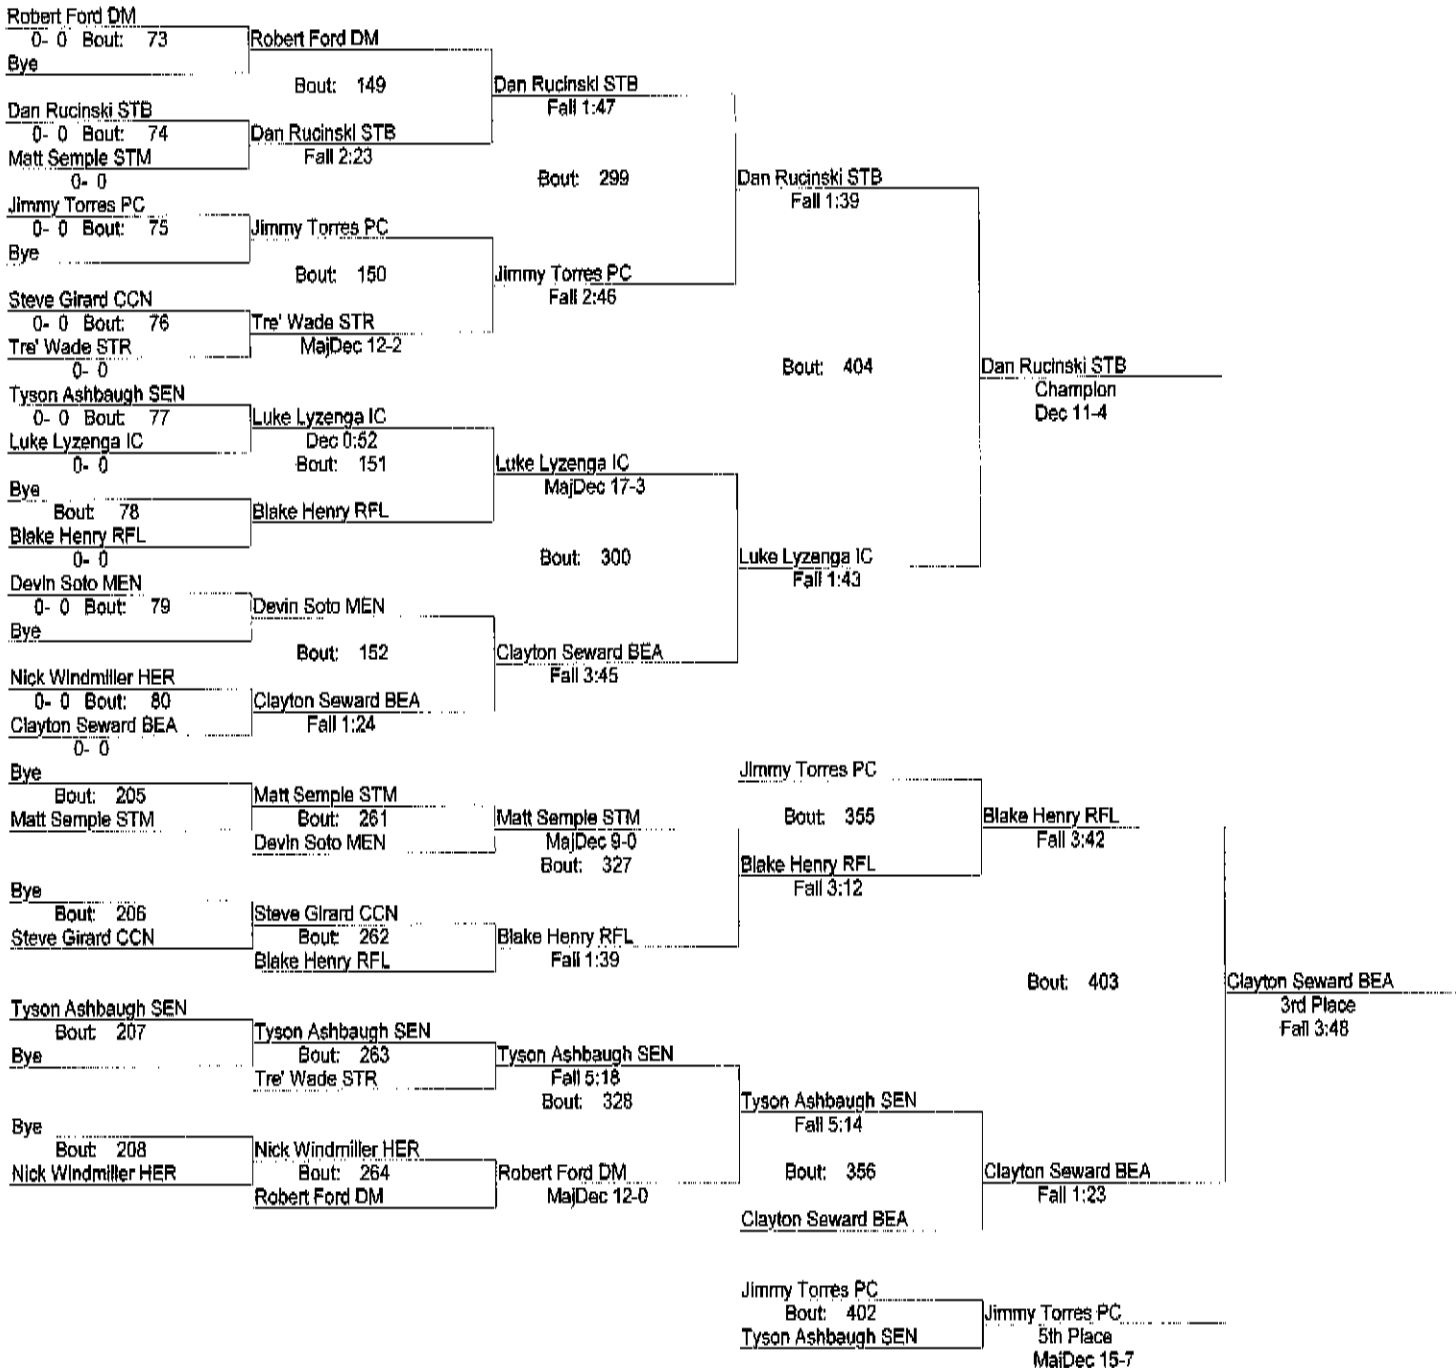 Robert Ford DM
0- 0 Bout: 73
Bye
Robert Ford DM
Bout: 149
Dan Rucinski STB
0- 0 Bout: 74
Matt Semple STM
0- 0
Dan Rucinski STB
Fall 2:23
Dan Rucinski STB
Fall 1:47
Bout: 299
Jimmy Torres PC
0- 0 Bout: 75
Bye
Jimmy Torres PC
Bout: 150
Steve Girard CCN
0- 0 Bout: 76
Tre' Wade STR
0- 0
Tre' Wade STR
MajDec 12-2
Jimmy Torres PC
Fall 2:46
Dan Rucinski STB
Fall 1:39
Bout: 404
Tyson Ashbaugh SEN
0- 0 Bout: 77
Luke Lyzenga IC
0- 0
Luke Lyzenga IC
Dec 0:52
Bout: 151
Bye
Bout: 78
Blake Henry RFL
0- 0
Blake Henry RFL
Luke Lyzenga IC
MajDec 17-3
Bout: 300
Devin Soto MEN
0- 0 Bout: 79
Bye
Devin Soto MEN
Bout: 152
Nick Windmiller HER
0- 0 Bout: 80
Clayton Seward BEA
0- 0
Clayton Seward BEA
Fall 1:24
Clayton Seward BEA
Fall 3:45
Luke Lyzenga IC
Fall 1:43
Dan Rucinski STB
Champion
Dec 11-4
Bye
Bout: 205
Matt Semple STM
Matt Semple STM
Bout: 261
Devin Soto MEN
Matt Semple STM
MajDec 9-0
Bout: 327
Bye
Bout: 206
Steve Girard CCN
Steve Girard CCN
Bout: 262
Blake Henry RFL
Blake Henry RFL
Fall 1:39
Jimmy Torres PC
Bout: 355
Blake Henry RFL
Fall 3:12
Blake Henry RFL
Fall 3:42
Bout: 403
Tyson Ashbaugh SEN
Bout: 207
Bye
Tyson Ashbaugh SEN
Bout: 263
Tre' Wade STR
Tyson Ashbaugh SEN
Fall 5:18
Bout: 328
Bye
Bout: 208
Nick Windmiller HER
Nick Windmiller HER
Bout: 264
Robert Ford DM
Robert Ford DM
MajDec 12-0
Tyson Ashbaugh SEN
Fall 5:14
Bout: 356
Clayton Seward BEA
Clayton Seward BEA
Fall 1:23
Clayton Seward BEA
3rd Place
Fall 3:48
Jimmy Torres PC
Bout: 402
Tyson Ashbaugh SEN
Jimmy Torres PC
5th Place
MajDec 15-7